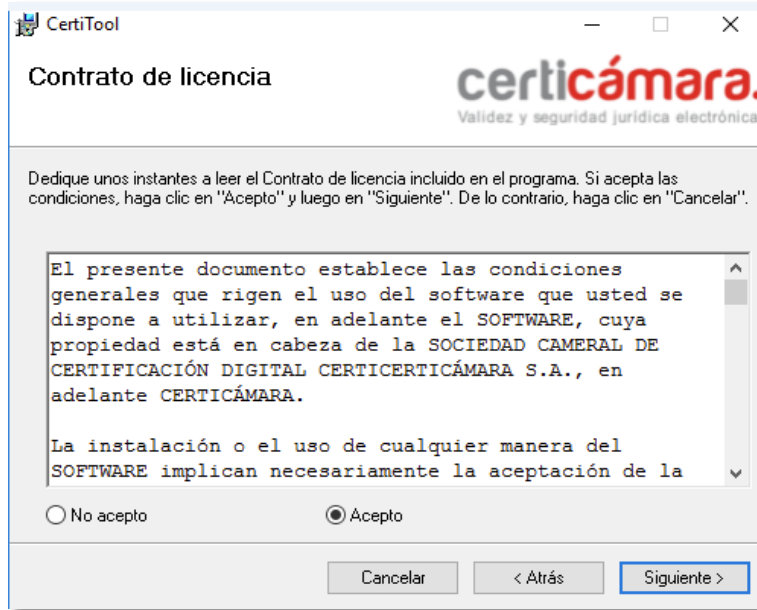 CertiTool
Contrato de licencia
certicámara.
Validez y seguridad jurídica electrónica
Dedique unos instantes a leer el Contrato de licencia incluido en el programa. Si acepta las
condiciones, haga clic en "Acepto" y luego en "Siguiente". De lo contrario, haga clic en "Cancelar".
El presente documento establece las condiciones
generales que rigen el uso del software que usted se
dispone a utilizar, en adelante el SOFTWARE, cuya
propiedad está en cabeza de la SOCIEDAD CAMERAL DE
CERTIFICACIÓN DIGITAL CERTICERTICÁMARA S.A., en
adelante CERTICÁMARA.
La instalación o el uso de cualquier manera del
SOFTWARE implican necesariamente la aceptación de la
No acepto
Acepto
Cancelar
< Atrás
Siguiente >